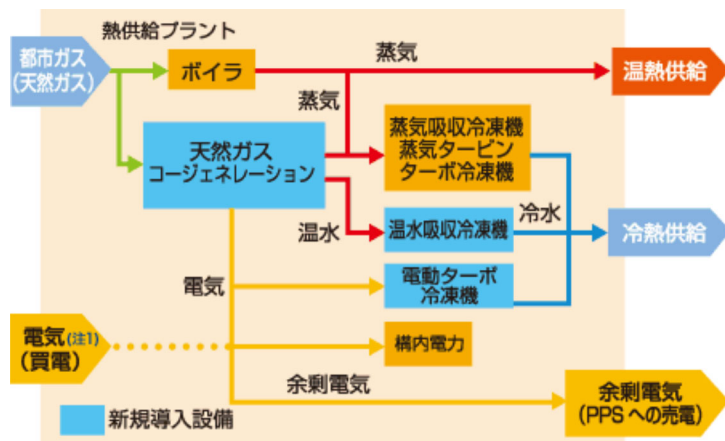 熱供給プラント
都市ガス
(天然ガス)
ボイラ
蒸気
温熱供給
蒸気
天然ガス
コージェネレーション
蒸気吸収冷凍機
蒸気タービン
ターボ冷凍機
温水
温水吸収冷凍機
冷水
冷熱供給
電気
電動ターボ
冷凍機
電気(注1)
(買電)
構内電力
余剰電気
余剰電気
(PPSへの売電)
新規導入設備